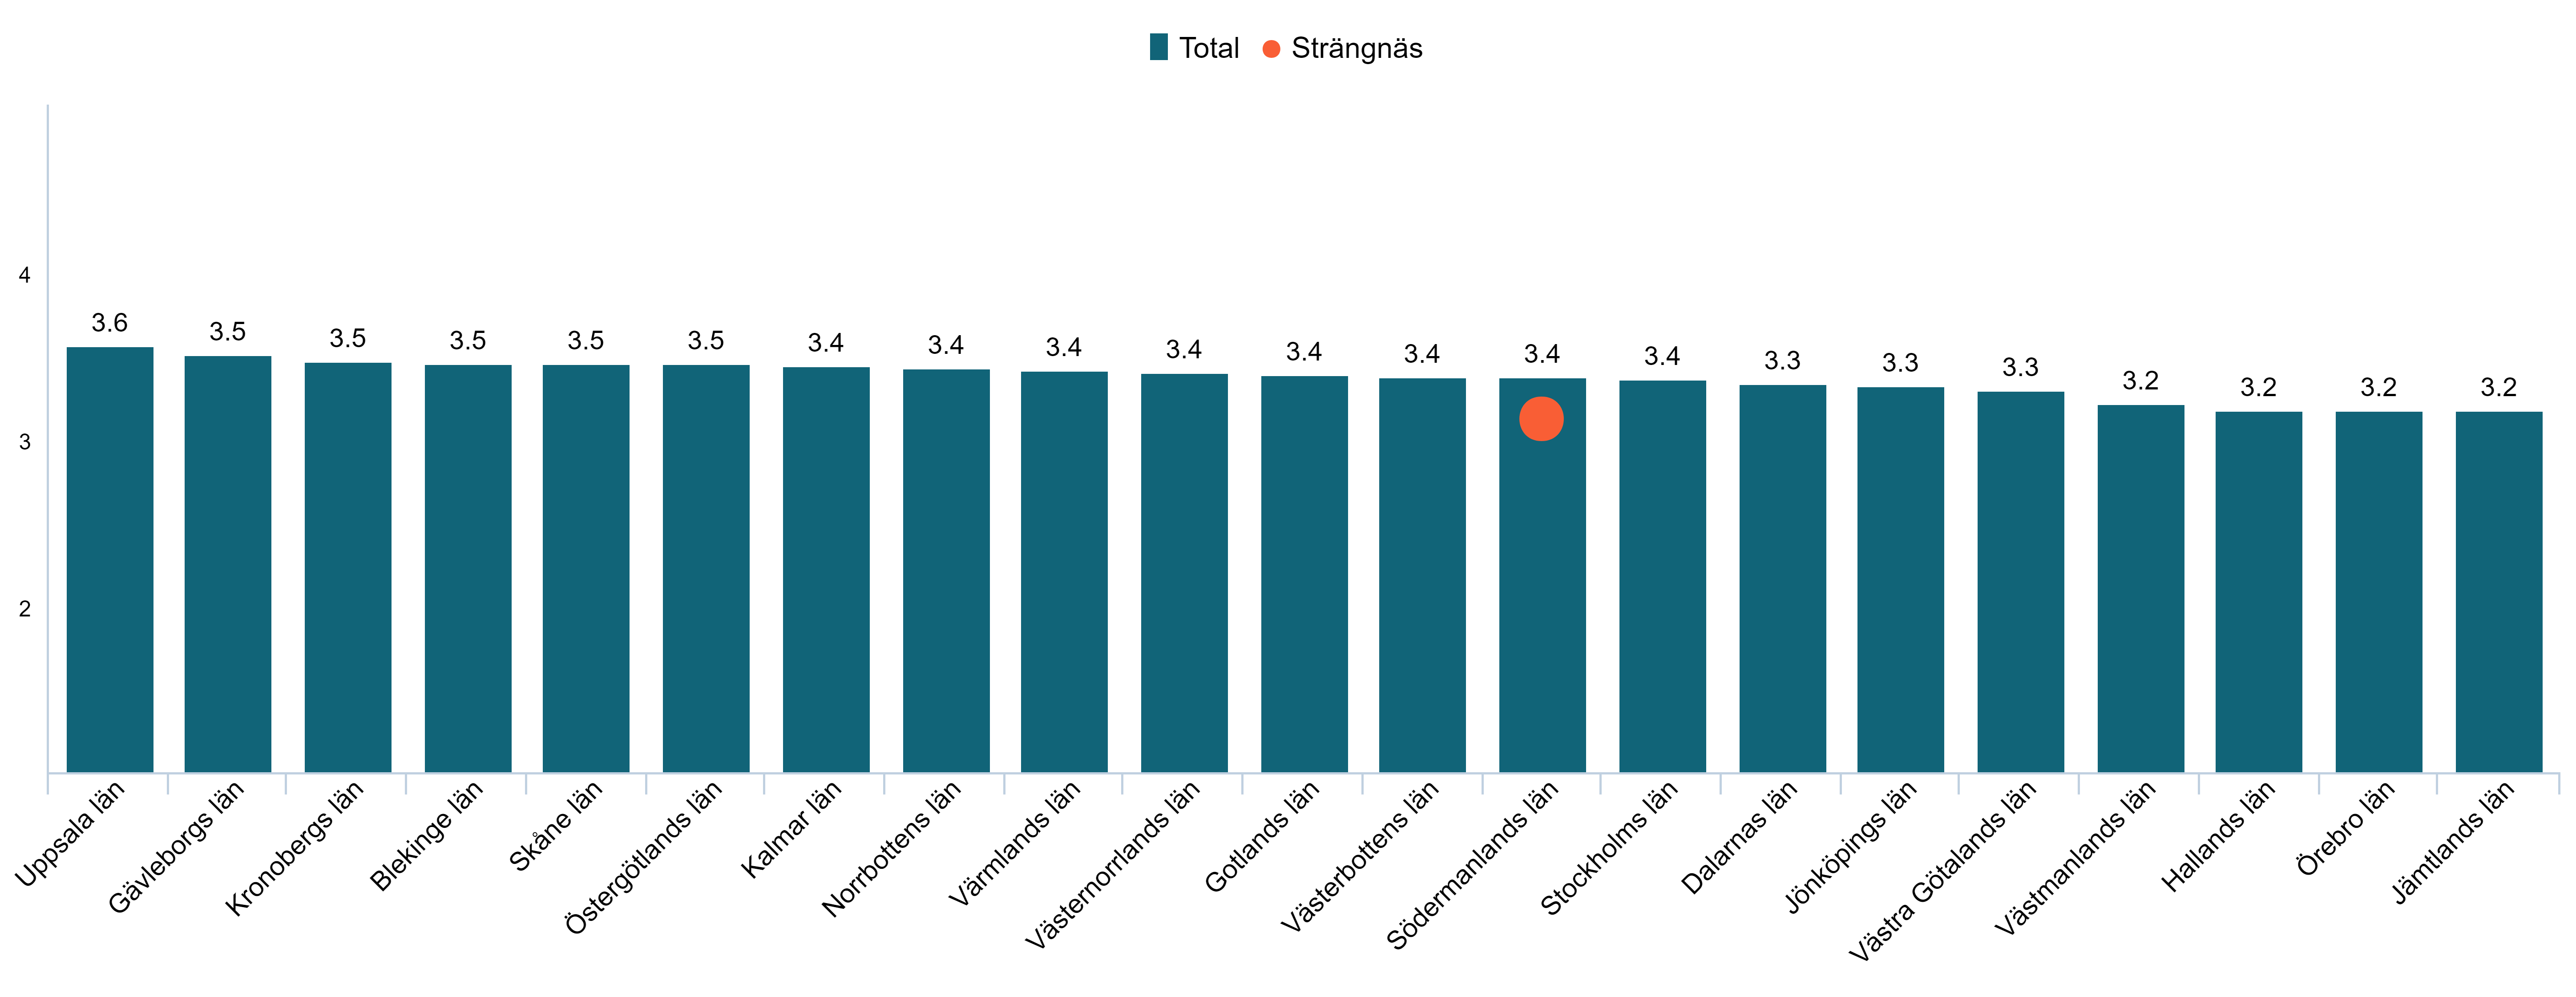 Total Strängnäs
4
3
2
3.6 3.5 3.5 3.5 3.5 3.5 3.4 3.4 3.4 3.4 3.4 3.4 3.4 3.4 3.3 3.3 3.3 3.2 3.2 3.2 3.2
Uppsala län
Gävleborgs län
Kronobergs län
Blekinge län
Skåne län
Östergötlands län
Kalmar län
Norrbottens län
Värmlands län
Västernorrlands län
Gotlands län
Västerbottens län
Södermanlands län
Stockholms län
Dalarnas län
Jönköpings län
Västra Götalands län
Västmanlands län
Hallands län
Örebro län
Jämtlands län